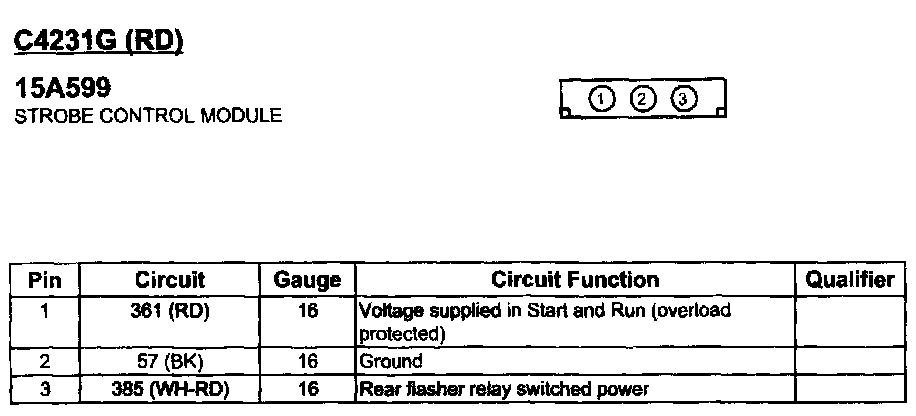 C4231G (RD)
15A599
STROBE CONTROL MODULE
1 2 3
Pin Circuit Gauge Circuit Function Qualifier
1 361 (RD) 16 Voltage supplied in Start and Run (overload
protected)
2 57 (BK) 16 Ground
3 385 (WH-RD) 16 Rear flasher relay switched power